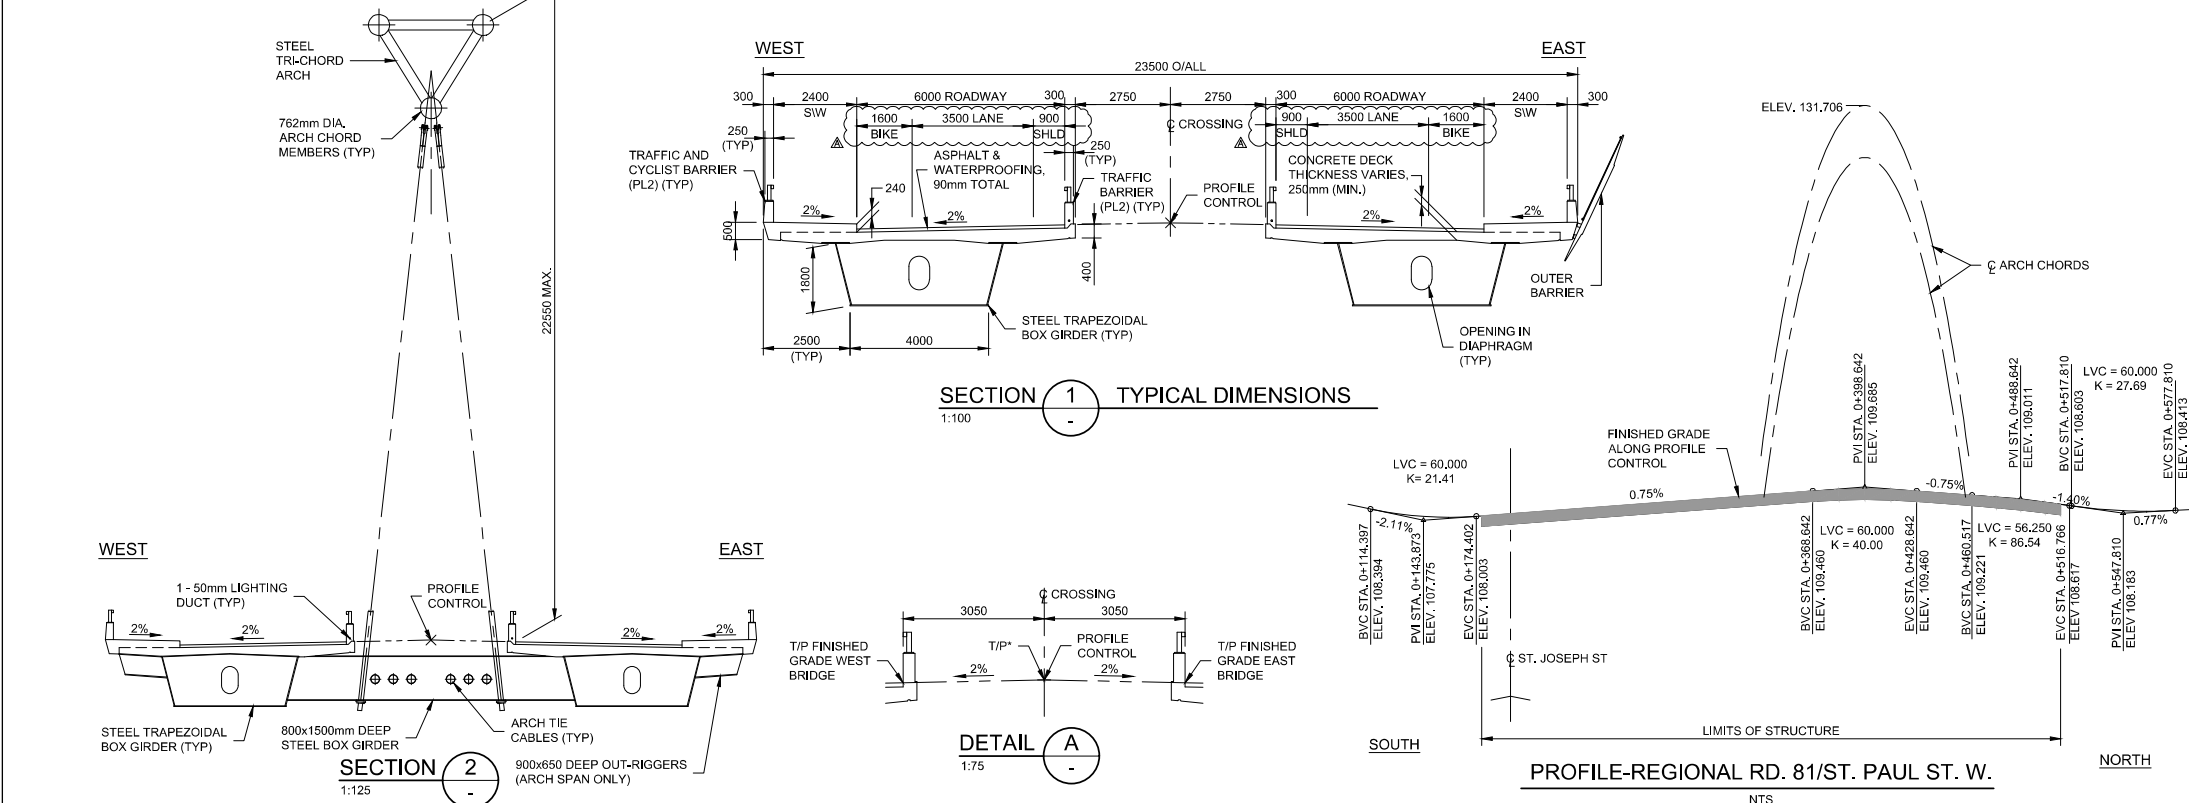 STEEL
TRI-CHORD
ARCH
762mm DIA.
ARCH CHORD
MEMBERS (TYP)
22550 MAX.
WEST
EAST
1 - 50mm LIGHTING
DUCT (TYP)
PROFILE
CONTROL
2%
2%
2%
2%
STEEL TRAPEZOIDAL
BOX GIRDER (TYP)
800x1500mm DEEP
STEEL BOX GIRDER
ARCH TIE
CABLES (TYP)
900x650 DEEP OUT-RIGGERS
(ARCH SPAN ONLY)
SECTION 2
1:125
-
WEST
EAST
23500 O/ALL
300
2400
S\W
6000 ROADWAY
300
2750
2750
300
6000 ROADWAY
2400
S\W
300
1600
BIKE
3500 LANE
900
SHLD
℄ CROSSING
900
SHLD
3500 LANE
1600
BIKE
250
(TYP)
250
(TYP)
TRAFFIC AND
CYCLIST BARRIER
(PL2) (TYP)
ASPHALT &
WATERPROOFING,
90mm TOTAL
240
TRAFFIC
BARRIER
(PL2) (TYP)
PROFILE
CONTROL
CONCRETE DECK
THICKNESS VARIES,
250mm (MIN.)
2%
2%
2%
2%
500
1800
400
OUTER
BARRIER
STEEL TRAPEZOIDAL
BOX GIRDER (TYP)
OPENING IN
DIAPHRAGM
(TYP)
2500
(TYP)
4000
SECTION 1 TYPICAL DIMENSIONS
1:100
-
℄ CROSSING
3050
3050
T/P FINISHED
GRADE WEST
BRIDGE
T/P*
PROFILE
CONTROL
T/P FINISHED
GRADE EAST
BRIDGE
2%
2%
DETAIL A
1:75
-
ELEV. 131.706
℄ ARCH CHORDS
FINISHED GRADE
ALONG PROFILE
CONTROL
LVC = 60.000
K= 21.41
PVI STA. 0+398.642
ELEV. 109.685
PVI STA. 0+488.642
ELEV. 109.011
BVC STA. 0+517.810
ELEV. 108.603
LVC = 60.000
K = 27.69
EVC STA. 0+577.810
ELEV. 108.413
-2.11%
0.75%
-0.75%
-1.40%
0.77%
BVC STA. 0+114.397
ELEV. 108.394
PVI STA. 0+143.873
ELEV. 107.775
EVC STA. 0+174.402
ELEV. 108.003
BVC STA. 0+368.642
ELEV. 109.460
LVC = 60.000
K = 40.00
EVC STA. 0+428.642
ELEV. 109.460
BVC STA. 0+460.517
ELEV. 109.221
LVC = 56.250
K = 86.54
EVC STA. 0+516.766
ELEV 108.617
PVI STA. 0+547.810
ELEV 108.183
℄ ST. JOSEPH ST
LIMITS OF STRUCTURE
SOUTH
NORTH
PROFILE-REGIONAL RD. 81/ST. PAUL ST. W.
NTS